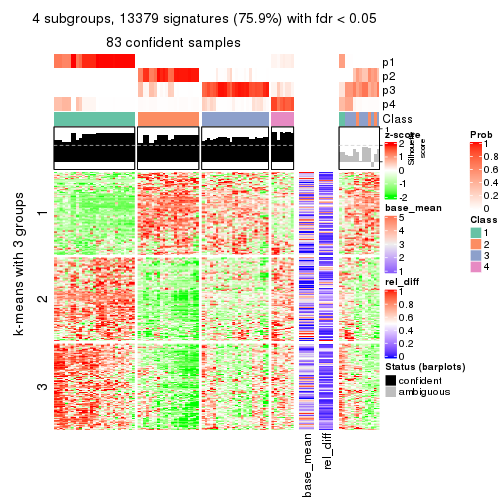 4 subgroups, 13379 signatures (75.9%) with fdr < 0.05
83 confident samples
p1
p2
p3
p4
Class
1
Silhouette
score
k-means with 3 groups
1
2
3
base_mean
rel_diff
z-score
2
1
0
-1
-2
base_mean
5
4
3
2
1
rel_diff
1
0.8
0.6
0.4
0.2
0
Status (barplots)
confident
ambiguous
Prob
1
0.8
0.6
0.4
0.2
0
Class
1
2
3
4